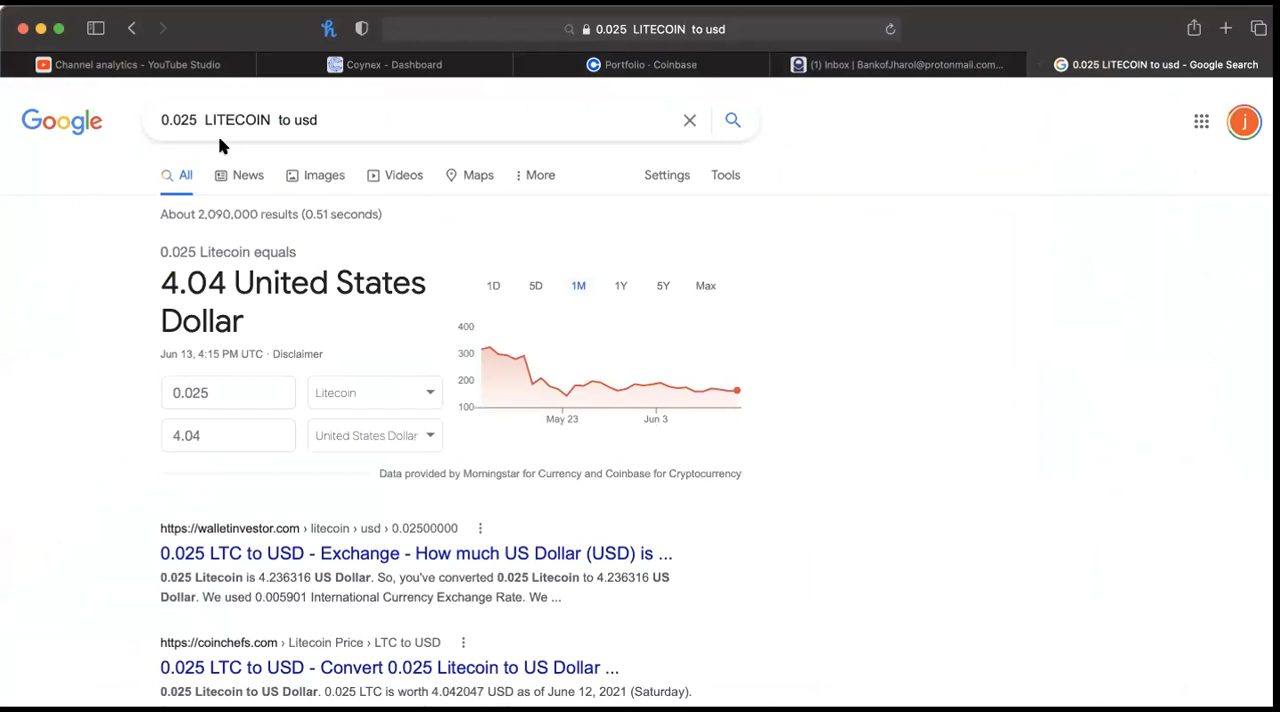 0.025 LITECOIN to usd
Channel analytics - YouTube Studio
Coynex - Dashboard
Portfolio · Coinbase
(1) Inbox | BankofJharol@protonmail.com...
0.025 LITECOIN to usd - Google Search
Google
0.025 LITECOIN to usd
j
All
News
Images
Videos
Maps
More
Settings
Tools
About 2,090,000 results (0.51 seconds)
0.025 Litecoin equals
4.04 United States
Dollar
Jun 13, 4:15 PM UTC · Disclaimer
0.025
Litecoin
4.04
United States Dollar
1D
5D
1M
1Y
5Y
Max
400
300
200
100
May 23
Jun 3
Data provided by Morningstar for Currency and Coinbase for Cryptocurrency
https://walletinvestor.com › litecoin › usd › 0.02500000
0.025 LTC to USD - Exchange - How much US Dollar (USD) is ...
0.025 Litecoin is 4.236316 US Dollar. So, you've converted 0.025 Litecoin to 4.236316 US
Dollar. We used 0.005901 International Currency Exchange Rate. We ...
https://coinchefs.com › Litecoin Price › LTC to USD
0.025 LTC to USD - Convert 0.025 Litecoin to US Dollar ...
0.025 Litecoin to US Dollar. 0.025 LTC is worth 4.042047 USD as of June 12, 2021 (Saturday).